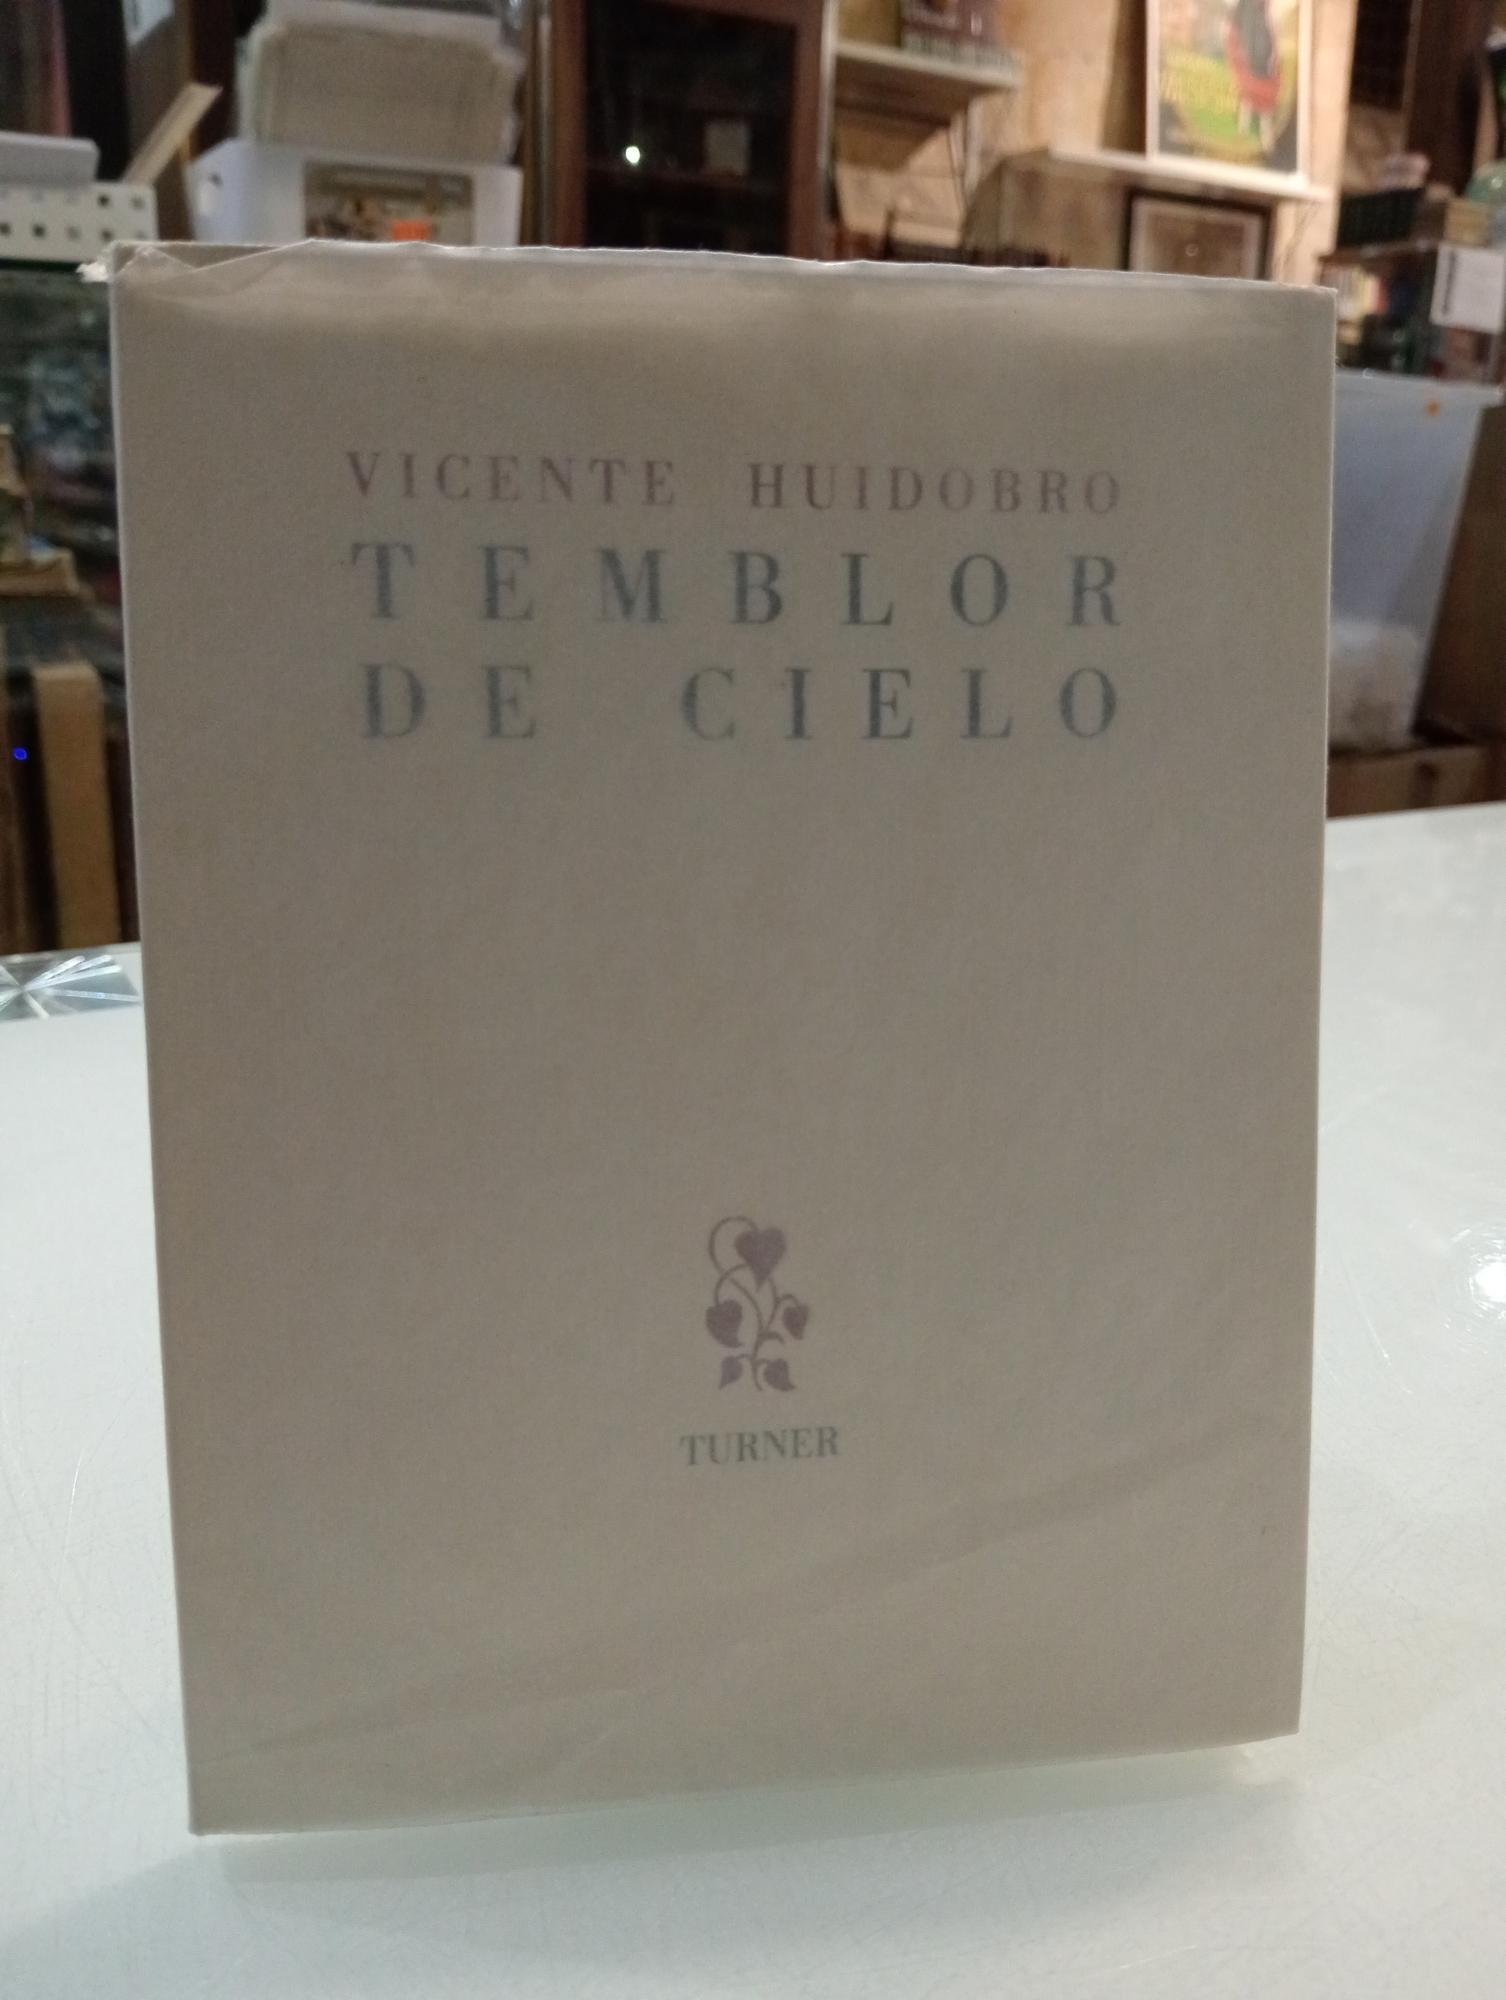 VICENTE HUIDOBRO
TEMBLOR
DE CIELO
TURNER